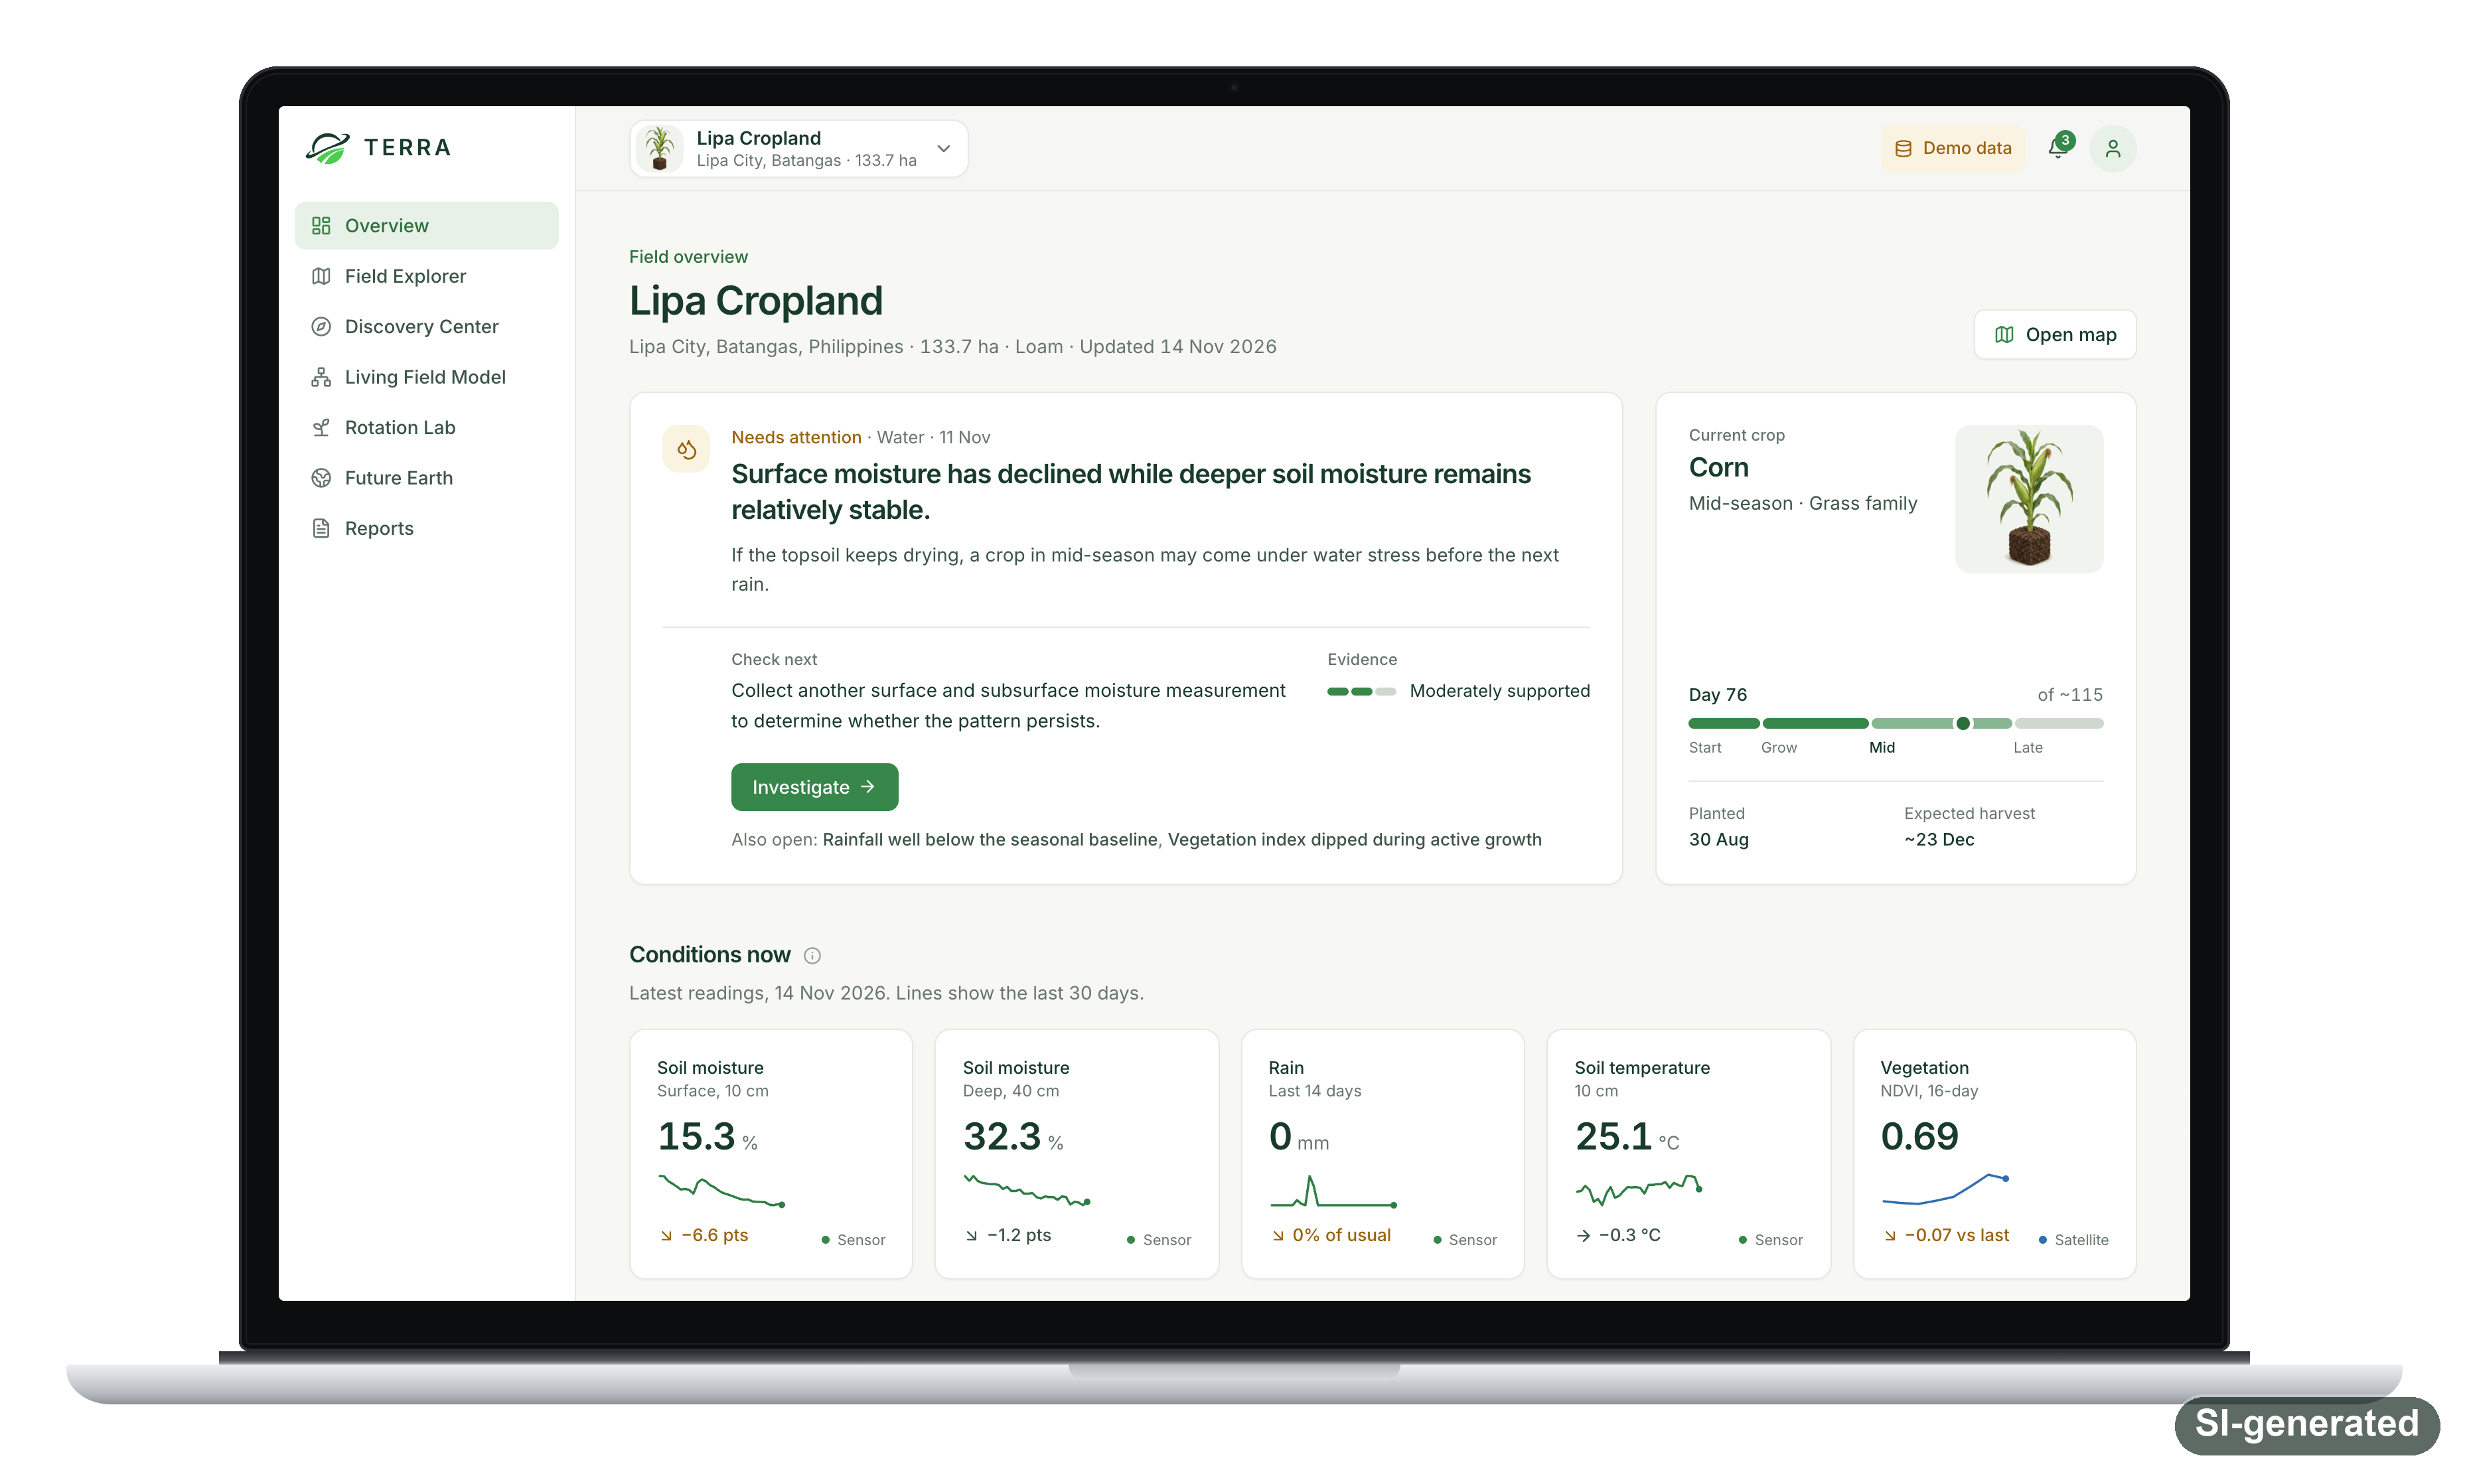 TERRA
Overview
Field Explorer
Discovery Center
Living Field Model
Rotation Lab
Future Earth
Reports
Lipa Cropland
Lipa City, Batangas · 133.7 ha
Demo data
3
Field overview
Lipa Cropland
Lipa City, Batangas, Philippines · 133.7 ha · Loam · Updated 14 Nov 2026
Open map
Needs attention · Water · 11 Nov
Surface moisture has declined while deeper soil moisture remains
relatively stable.
If the topsoil keeps drying, a crop in mid-season may come under water stress before the next
rain.
Check next
Collect another surface and subsurface moisture measurement
to determine whether the pattern persists.
Evidence
Moderately supported
Investigate →
Also open: Rainfall well below the seasonal baseline, Vegetation index dipped during active growth
Current crop
Corn
Mid-season · Grass family
Day 76
of ~115
Start
Grow
Mid
Late
Planted
30 Aug
Expected harvest
~23 Dec
Conditions now
Latest readings, 14 Nov 2026. Lines show the last 30 days.
Soil moisture
Surface, 10 cm
15.3 %
↘ −6.6 pts
Sensor
Soil moisture
Deep, 40 cm
32.3 %
↘ −1.2 pts
Sensor
Rain
Last 14 days
0 mm
↘ 0% of usual
Sensor
Soil temperature
10 cm
25.1 °C
→ −0.3 °C
Sensor
Vegetation
NDVI, 16-day
0.69
↘ −0.07 vs last
Satellite
SI-generated